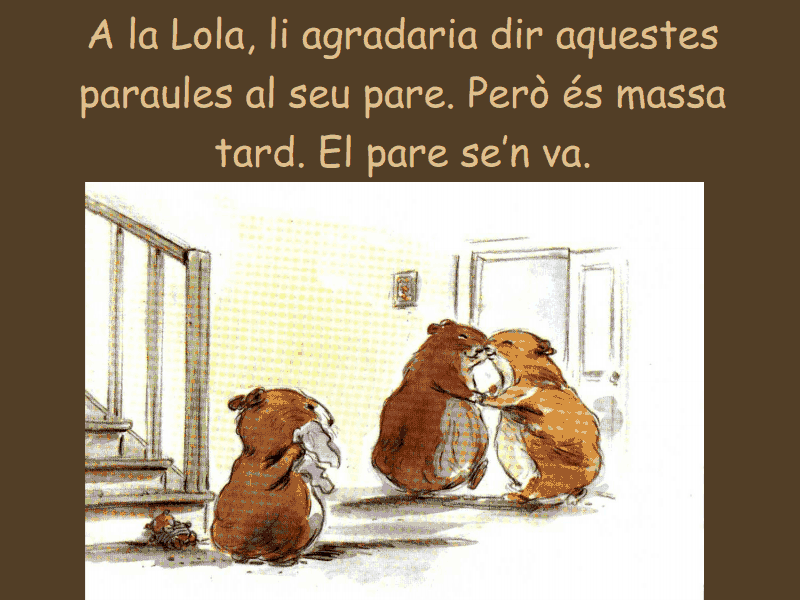 A la Lola, li agradaria dir aquestes
paraules al seu pare. Però és massa
tard. El pare se’n va.